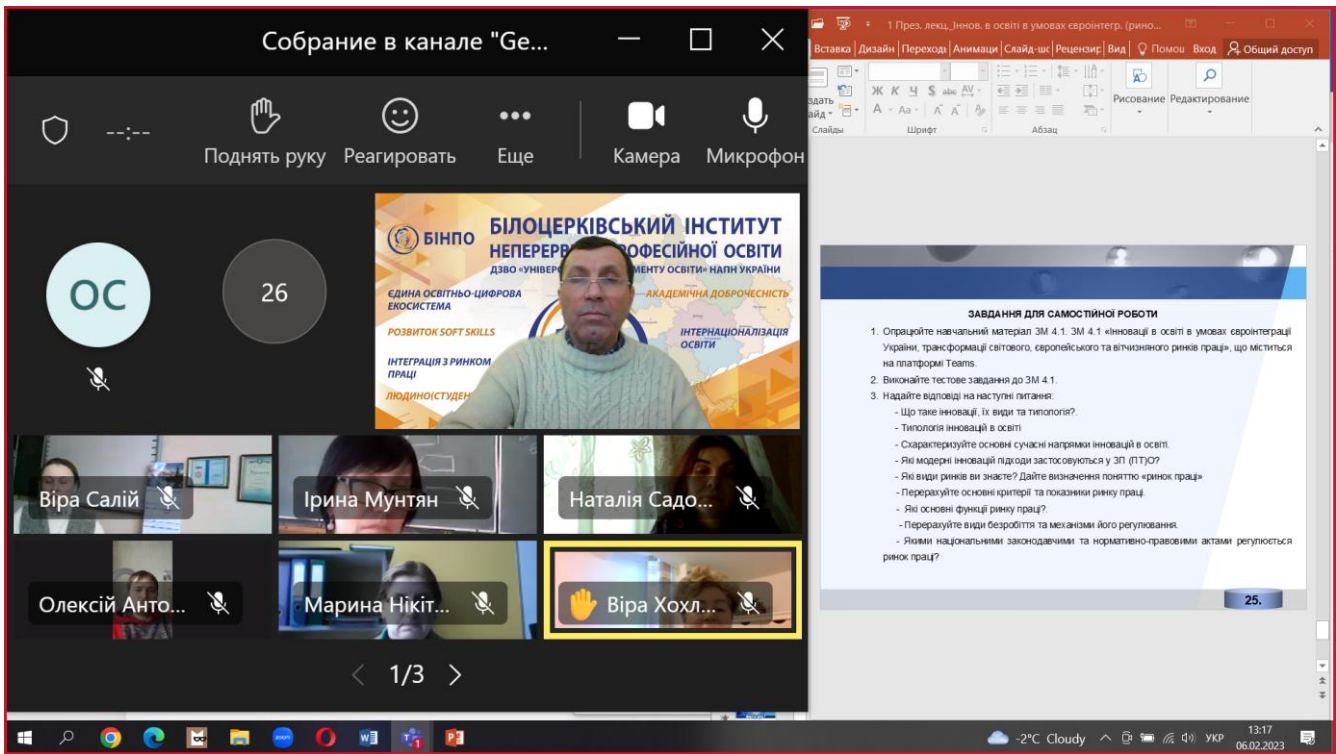 Собрание в канале "Ge...
--:--
Поднять руку
Реагировать
Еще
Камера
Микрофон
ОС
26
БІНПО
БІЛОЦЕРКІВСЬКИЙ ІНСТИТУТ
ДЗВО
ОСВІТИ» НАПН УКРАЇНИ
ЄДИНА ОСВІТНЬО-ЦИФРОВА
ЕКОСИСТЕМА
АКАДЕМІЧНА ДОБРОЧЕСНІСТЬ
РОЗВИТОК SOFT SKILLS
ІНТЕРНАЦІОНАЛІЗАЦІЯ
ОСВІТИ
ІНТЕГРАЦІЯ З РИНКОМ
ПРАЦІ
Віра Салій
Ірина Мунтян
Наталія Садо...
Олексій Анто...
Марина Нікіт...
Віра Хохл...
1/3
1 През. лекц,_Іннов. в освіті в умовах євроінтегр. (рино...
Вставка Дизайн Переходы Анимаци Слайд-шо Рецензир Вид Помощ Вход Общий доступ
Ж К Ч S abc AV
Aa A A
Рисование Редактирование
Слайды Шрифт Абзац
ЗАВДАННЯ ДЛЯ САМОСТІЙНОЇ РОБОТИ
1. Опрацюйте навчальний матеріал ЗМ 4.1. ЗМ 4.1 «Інновації в освіті в умовах євроінтеграції
України, трансформації світового, європейського та вітчизняного ринків праці», що міститься
на платформі Teams.
2. Виконайте тестове завдання до ЗМ 4.1.
3. Надайте відповіді на наступні питання:
- Що таке інновації, їх види та типологія?.
- Типологія інновацій в освіті
- Схарактеризуйте основні сучасні напрямки інновацій в освіті.
- Які модерні інновацій підходи застосовуються у ЗП (ПТ)О?
- Які види ринків ви знаєте? Дайте визначення поняттю «ринок праці»
- Перерахуйте основні критерії та показники ринку праці.
- Які основні функції ринку праці?.
- Перерахуйте види безробіття та механізми його регулювання.
- Якими національними законодавчими та нормативно-правовими актами регулюється
ринок праці?
25.
-2°C Cloudy
УКР
13:17
06.02.2023